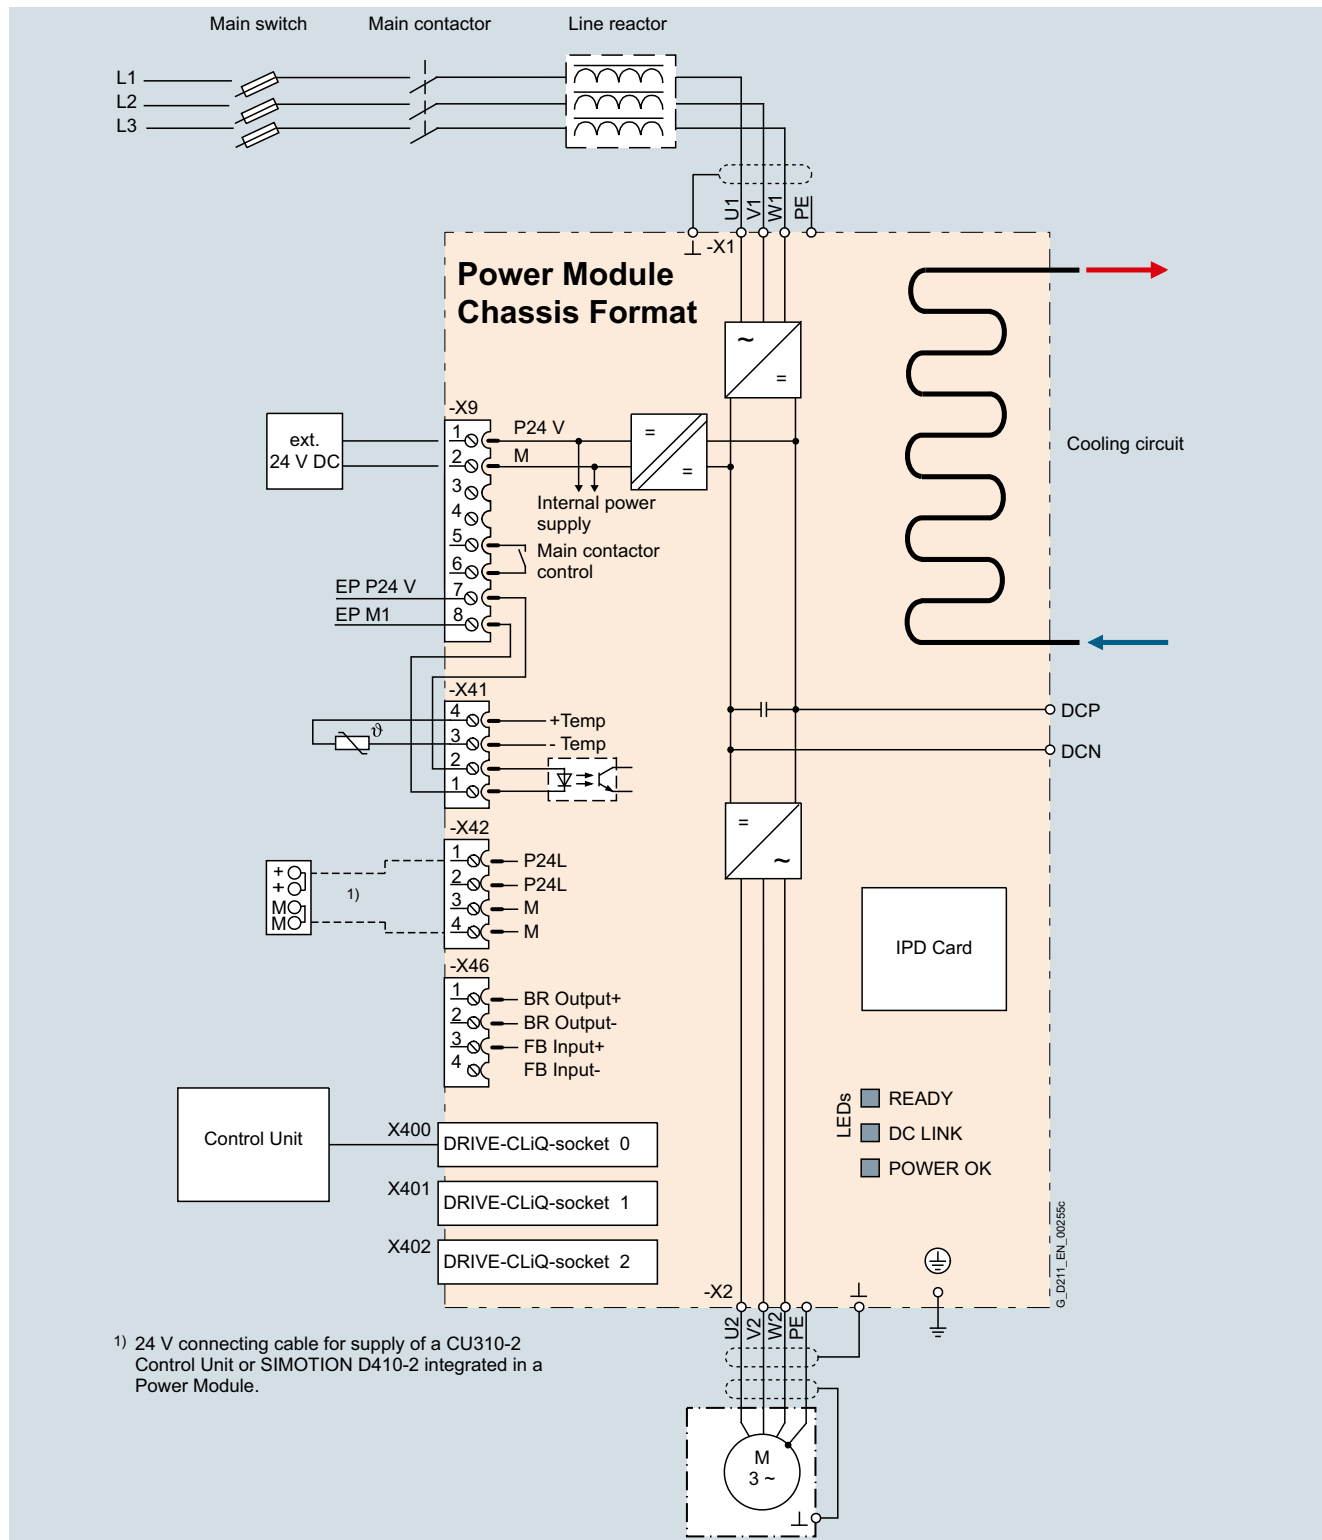 Main switch Main contactor Line reactor
L1
L2
L3
U1 V1 W1 PE
-X1
Power Module
Chassis Format
~
=
-X9
ext.
24 V DC
1 P24 V
2 M
=
=
3
4
Internal power
supply
5
6
Main contactor
control
EP P24 V 7
EP M1 8
Cooling circuit
-X41
4 +Temp
ϑ 3 - Temp
2
1
DCP
DCN
=
~
-X42
1 P24L
2 P24L
3 M
4 M
+
+
M
M
1)
IPD Card
-X46
1 BR Output+
2 BR Output-
3 FB Input+
4 FB Input-
Control Unit
X400 DRIVE-CLiQ-socket 0
X401 DRIVE-CLiQ-socket 1
X402 DRIVE-CLiQ-socket 2
LEDs
READY
DC LINK
POWER OK
G_D211_EN_00255c
-X2
U2 V2 W2 PE
1) 24 V connecting cable for supply of a CU310-2
Control Unit or SIMOTION D410-2 integrated in a
Power Module.
M
3 ~